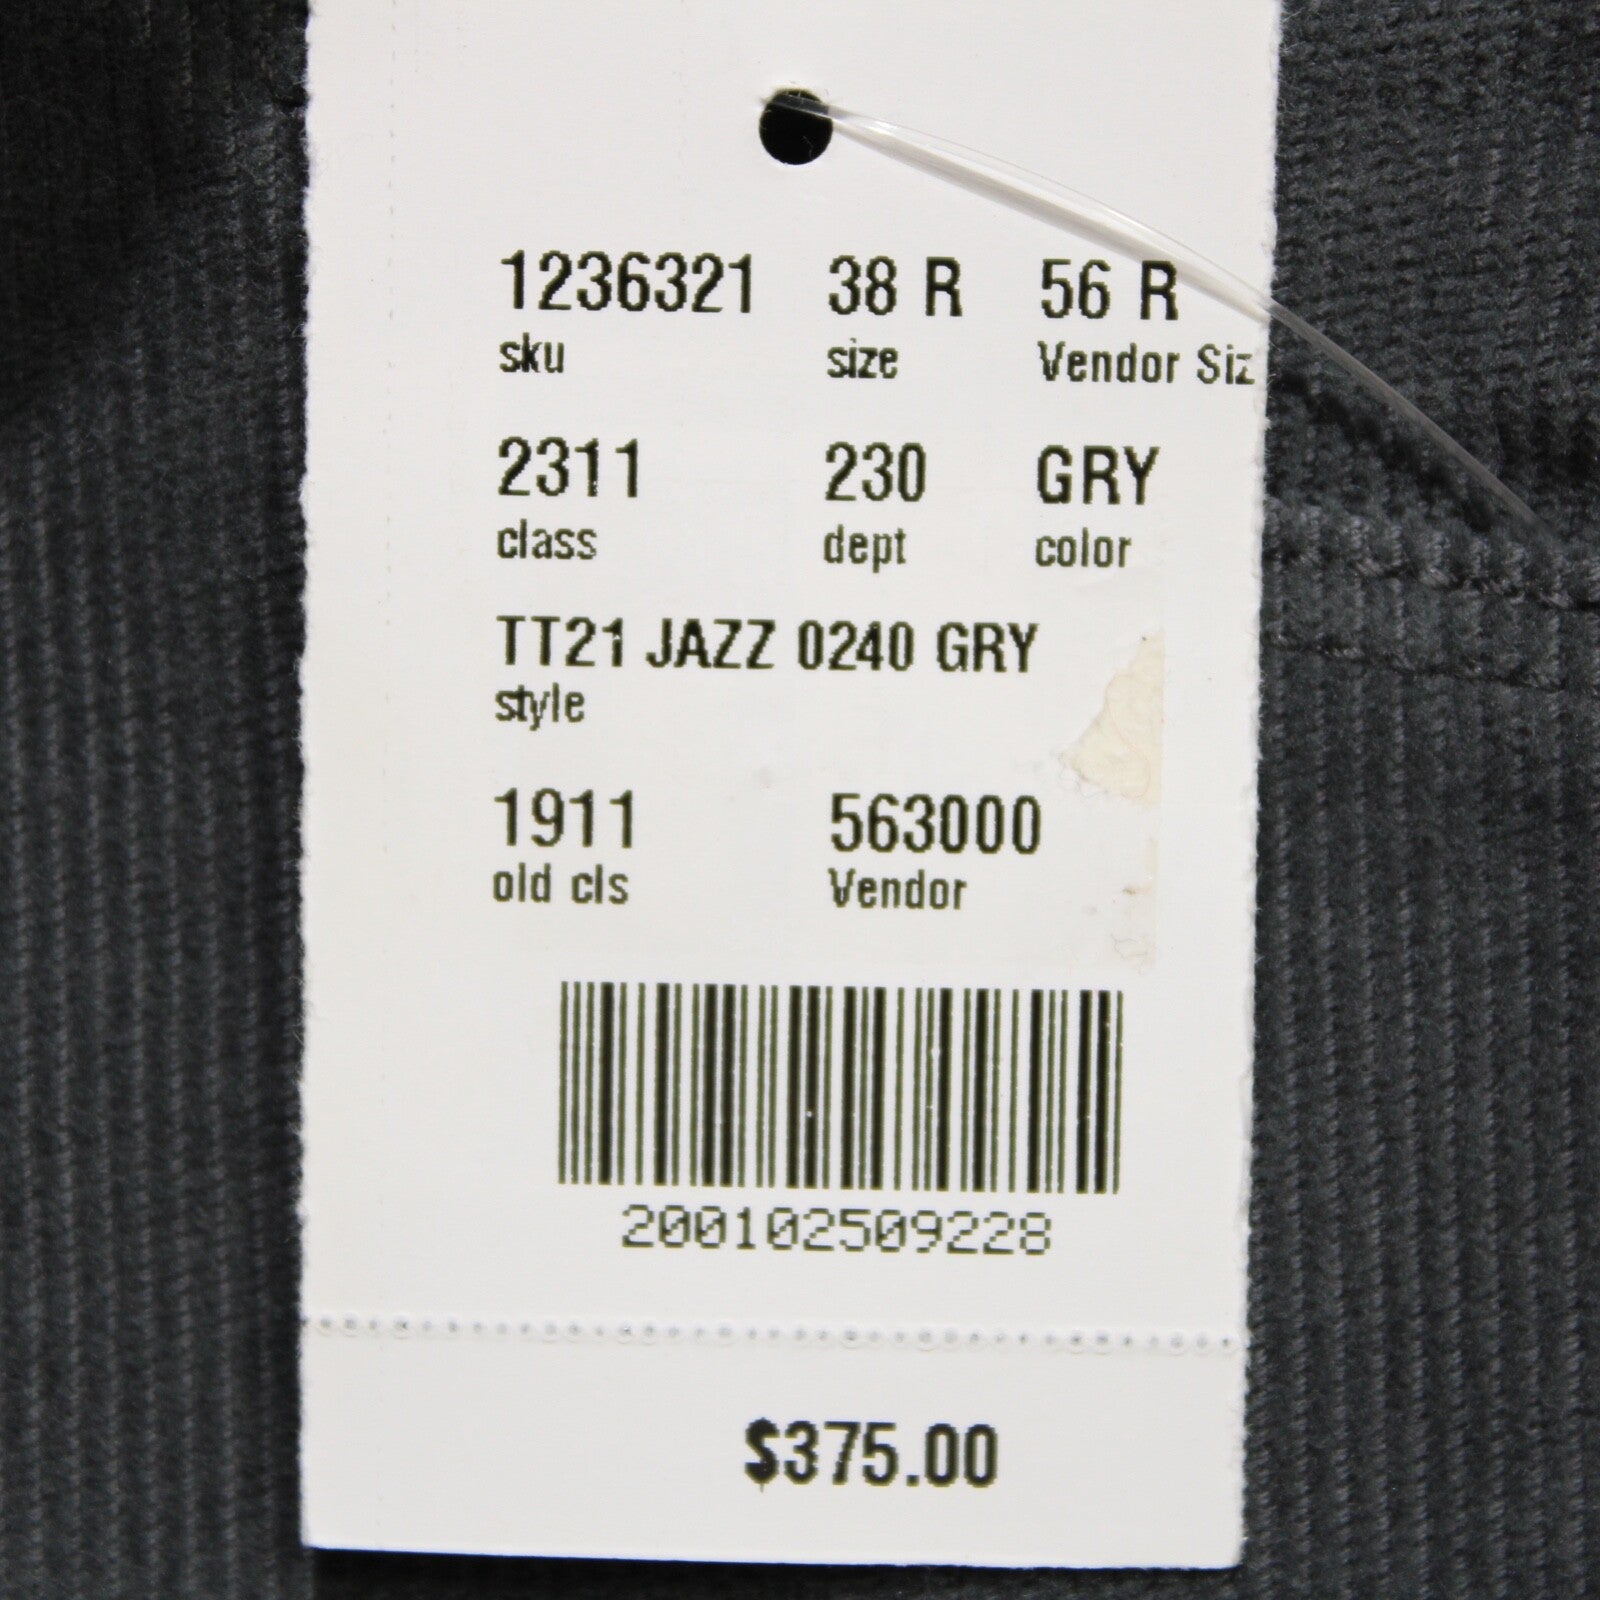 1236321 38 R 56 R
sku size Vendor Siz
2311 230 GRY
class dept color
TT21 JAZZ 0240 GRY
style
1911 563000
old cls Vendor
200102509228
$375.00